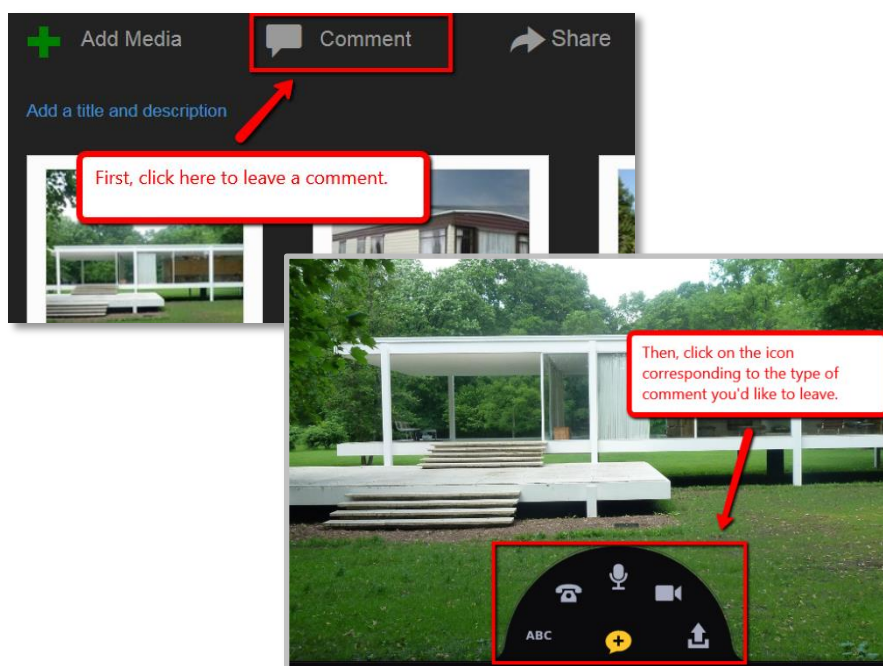 Add Media
Comment
Share
Add a title and description
First, click here to leave a comment.
Then, click on the icon
corresponding to the type of
comment you'd like to leave.
ABC